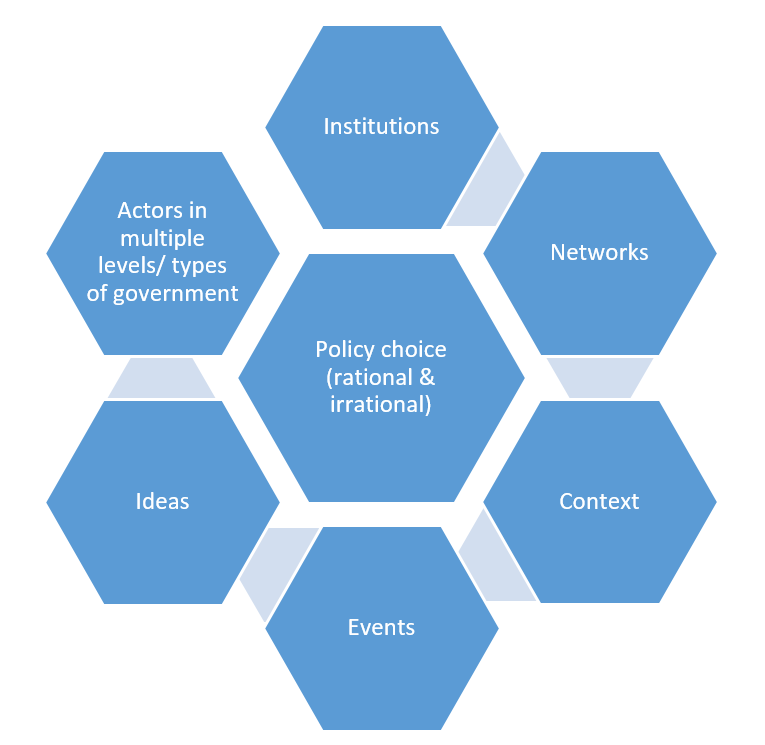 Institutions
Actors in
multiple
levels/ types
of government
Networks
Policy choice
(rational &
irrational)
Ideas
Context
Events